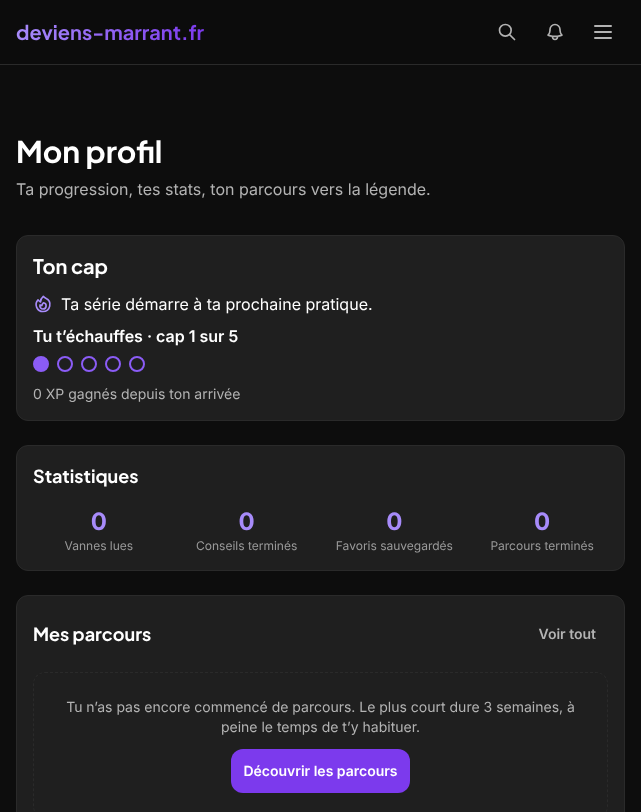 deviens-marrant.fr
Mon profil
Ta progression, tes stats, ton parcours vers la légende.
Ton cap
Ta série démarre à ta prochaine pratique.
Tu t’échauffes · cap 1 sur 5
0 XP gagnés depuis ton arrivée
Statistiques
0 0 0 0
Vannes lues Conseils terminés Favoris sauvegardés Parcours terminés
Mes parcours Voir tout
Tu n’as pas encore commencé de parcours. Le plus court dure 3 semaines, à
peine le temps de t’y habituer.
Découvrir les parcours